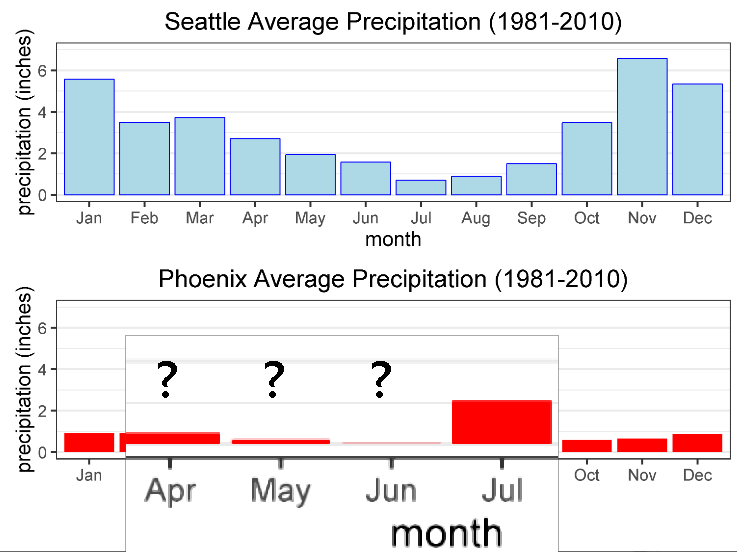 Seattle Average Precipitation (1981-2010)
precipitation (inches)
6
4
2
0
Jan Feb Mar Apr May Jun Jul Aug Sep Oct Nov Dec
month
Phoenix Average Precipitation (1981-2010)
precipitation (inches)
6
4
2
0
? ? ?
Jan Apr May Jun Jul Oct Nov Dec
month